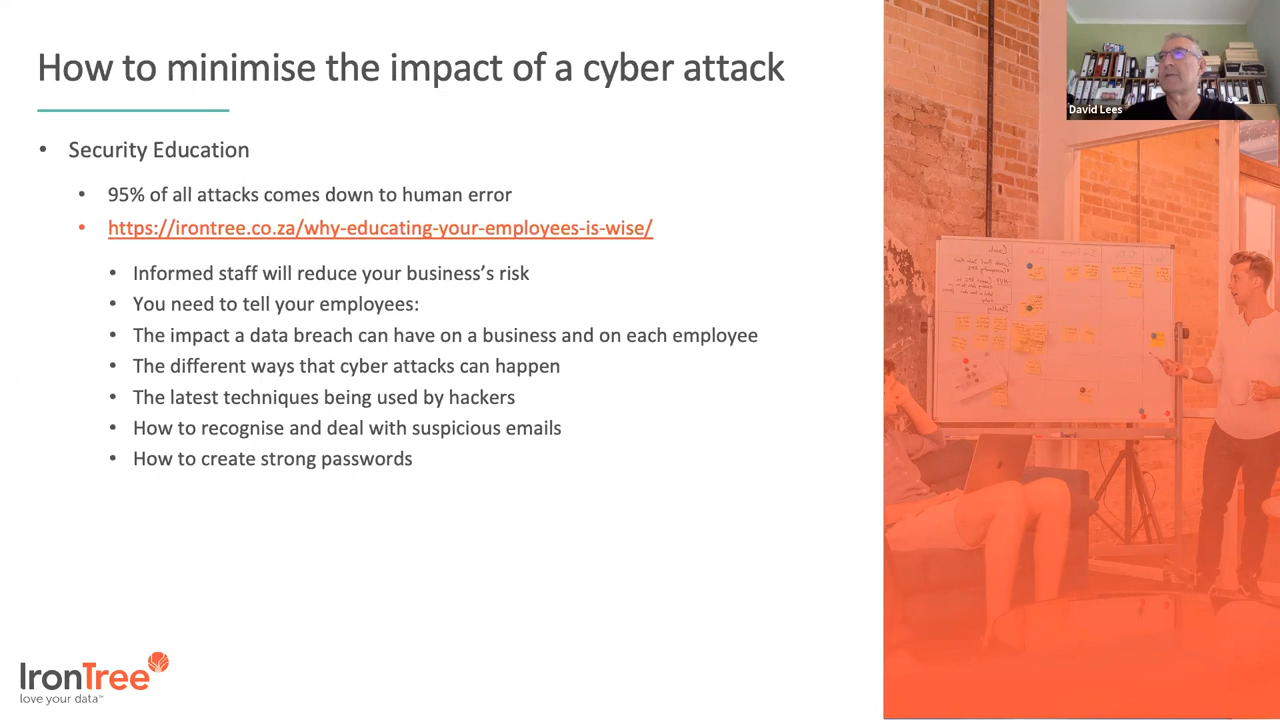 How to minimise the impact of a cyber attack
• Security Education
• 95% of all attacks comes down to human error
• https://irontree.co.za/why-educating-your-employees-is-wise/
• Informed staff will reduce your business's risk
• You need to tell your employees:
• The impact a data breach can have on a business and on each employee
• The different ways that cyber attacks can happen
• The latest techniques being used by hackers
• How to recognise and deal with suspicious emails
• How to create strong passwords
David Lees
IronTree
love your data™